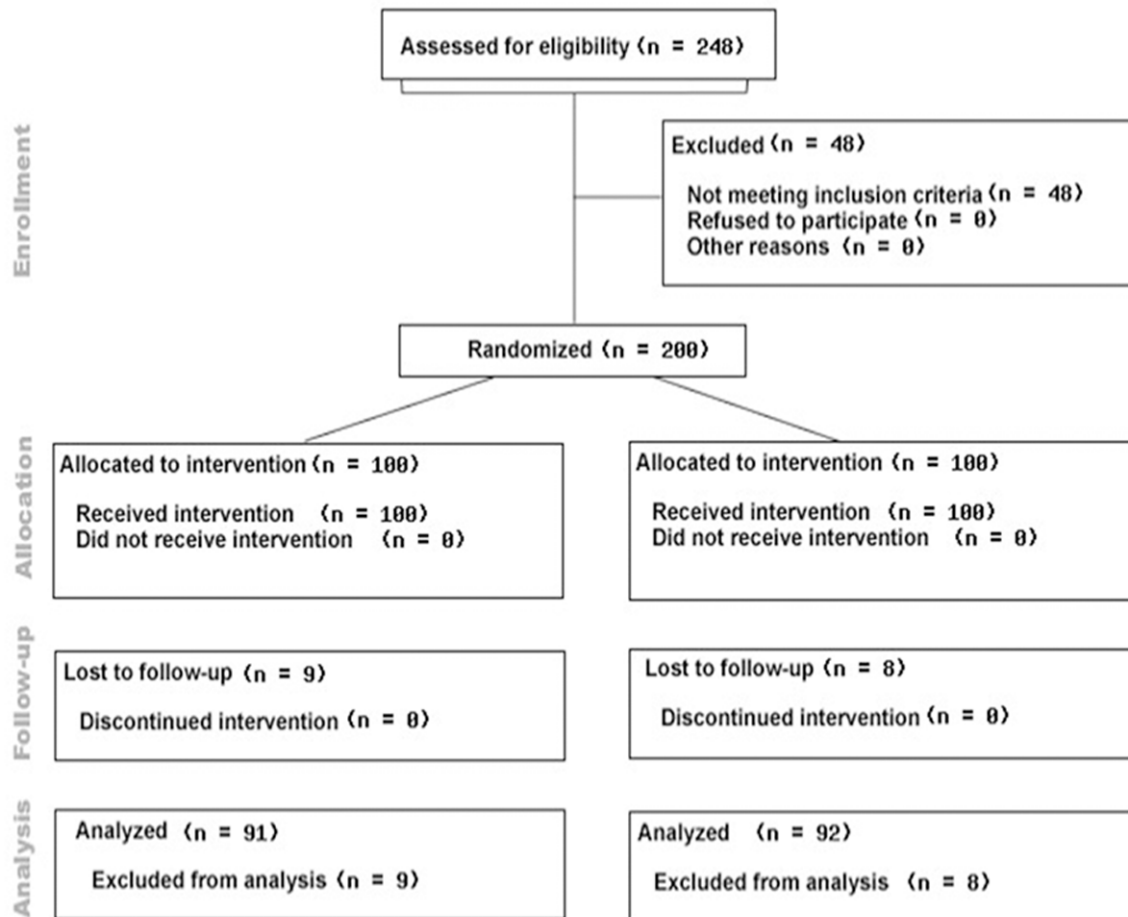 Assessed for eligibility (n = 248)
Enrollment
Excluded (n = 48)
Not meeting inclusion criteria (n = 48)
Refused to participate (n = 0)
Other reasons (n = 0)
Randomized (n = 200)
Allocation
Allocated to intervention (n = 100)
Received intervention (n = 100)
Did not receive intervention (n = 0)
Allocated to intervention (n = 100)
Received intervention (n = 100)
Did not receive intervention (n = 0)
Follow-up
Lost to follow-up (n = 9)
Discontinued intervention (n = 0)
Lost to follow-up (n = 8)
Discontinued intervention (n = 0)
Analysis
Analyzed (n = 91)
Excluded from analysis (n = 9)
Analyzed (n = 92)
Excluded from analysis (n = 8)